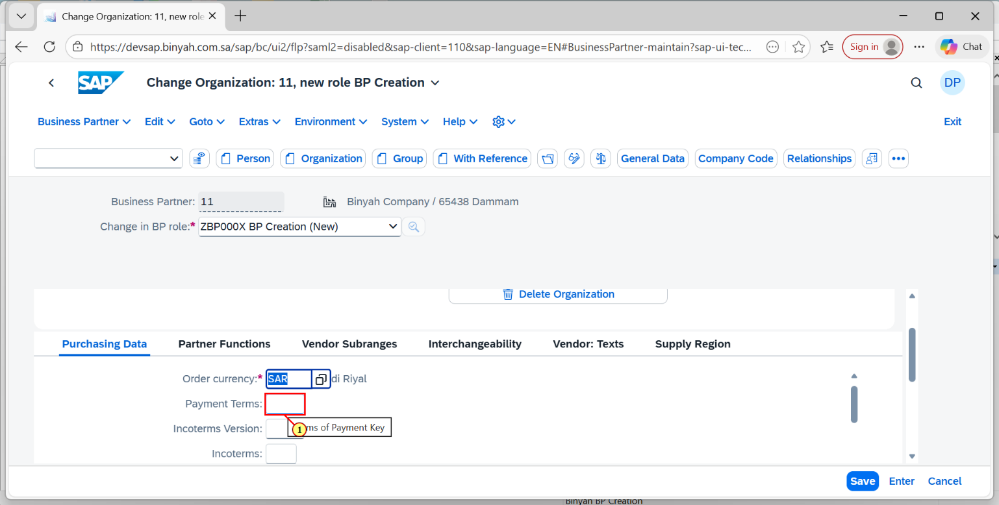 Change Organization: 11, new role
https://devsap.binyah.com.sa/sap/bc/ui2/flp?saml2=disabled&sap-client=110&sap-language=EN#BusinessPartner-maintain?sap-ui-tec...
Sign in
Chat
SAP
Change Organization: 11, new role BP Creation
DP
Business Partner
Edit
Goto
Extras
Environment
System
Help
Exit
Person
Organization
Group
With Reference
General Data
Company Code
Relationships
Business Partner: 11
Binyah Company / 65438 Dammam
Change in BP role:* ZBP000X BP Creation (New)
Delete Organization
Purchasing Data
Partner Functions
Vendor Subranges
Interchangeability
Vendor: Texts
Supply Region
Order currency:* SAR di Riyal
Payment Terms:
Incoterms Version:
1
ms of Payment Key
Incoterms:
Save
Enter
Cancel
Binyah BP Creation